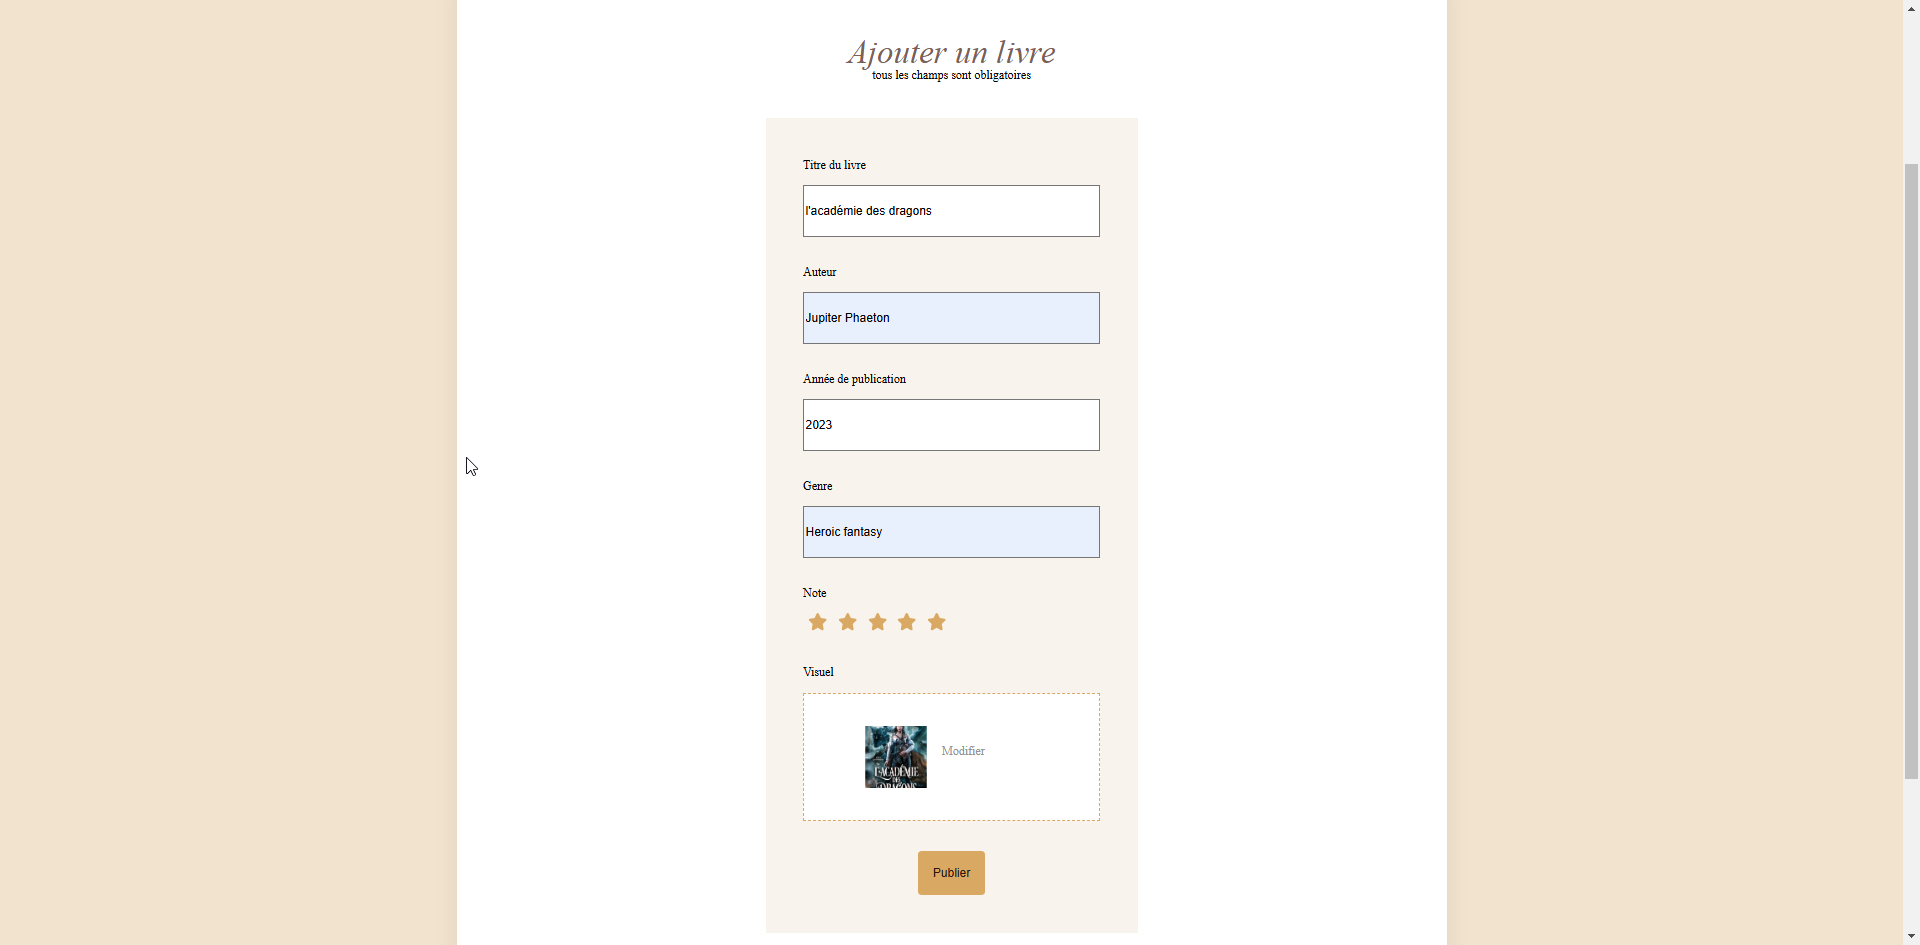 Ajouter un livre
tous les champs sont obligatoires
Titre du livre
l'académie des dragons
Auteur
Jupiter Phaeton
Année de publication
2023
Genre
Heroic fantasy
Note
Visuel
L'ACADÉMIE
DES
DRAGONS
Modifier
Publier